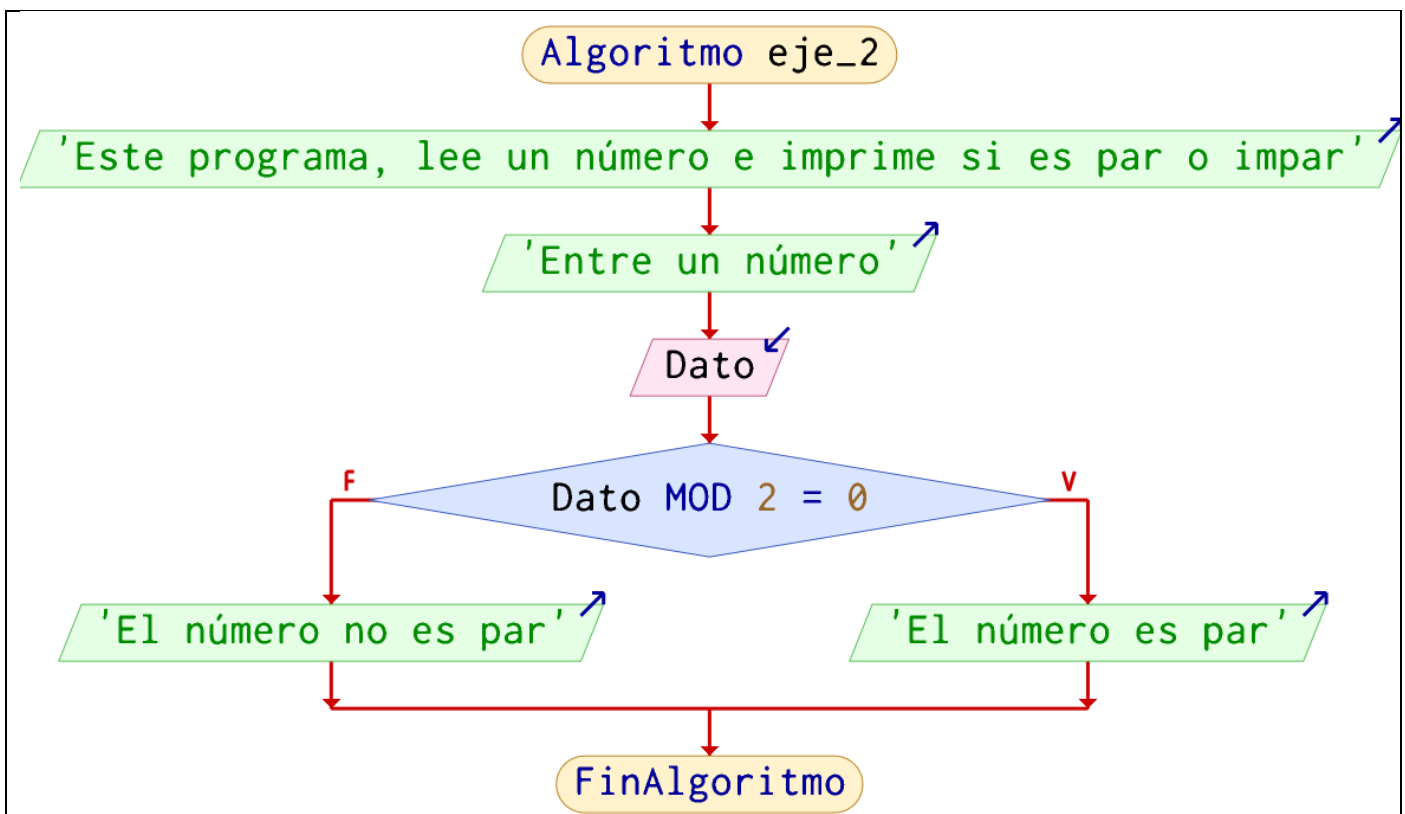 Algoritmo eje_2
'Este programa, lee un número e imprime si es par o impar'
'Entre un número'
Dato
F
V
Dato MOD 2 = 0
'El número no es par'
'El número es par'
FinAlgoritmo